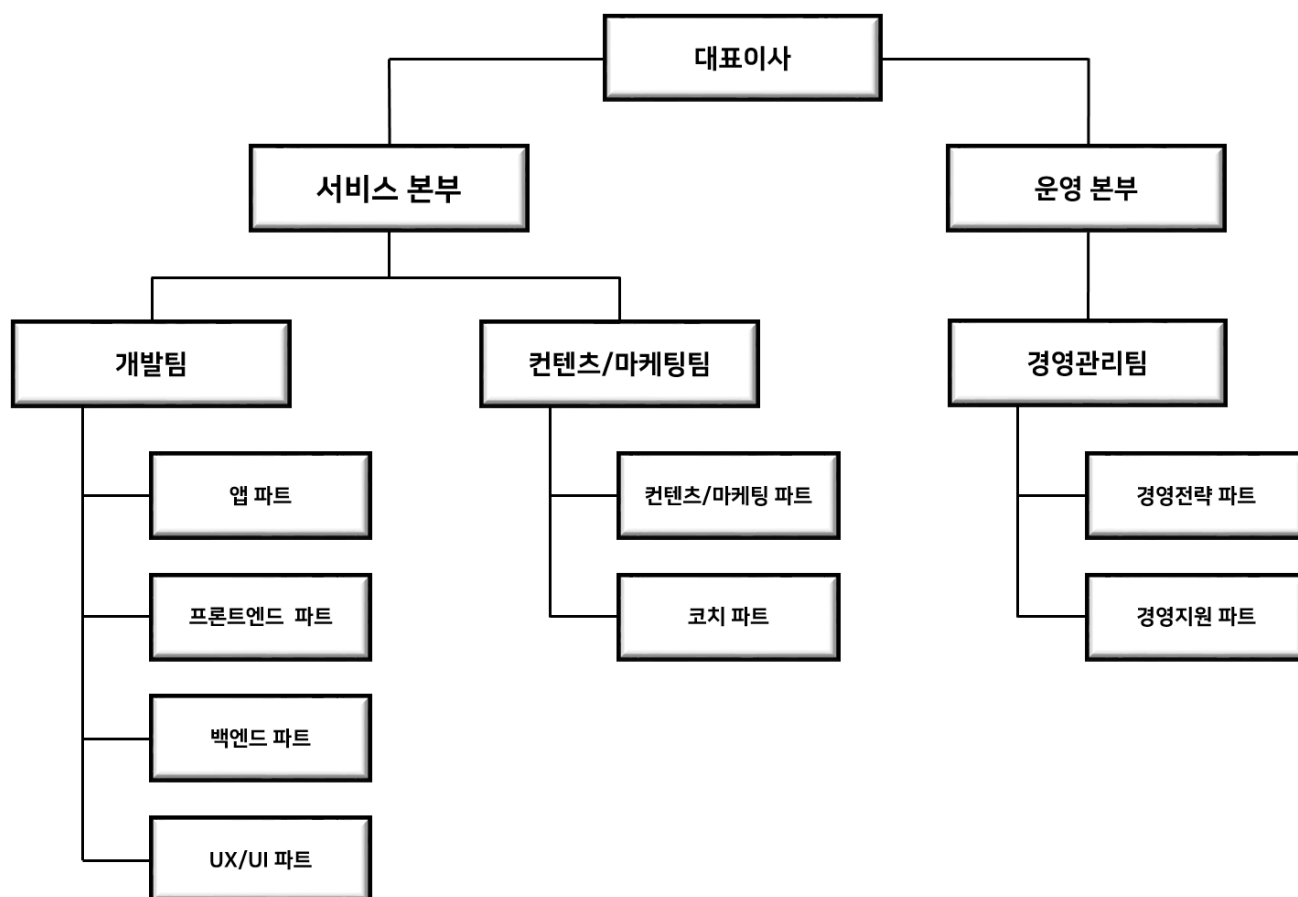 대표이사
서비스 본부
운영 본부
개발팀
컨텐츠/마케팅팀
경영관리팀
앱 파트
컨텐츠/마케팅 파트
경영전략 파트
프론트엔드 파트
코치 파트
경영지원 파트
백엔드 파트
UX/UI 파트